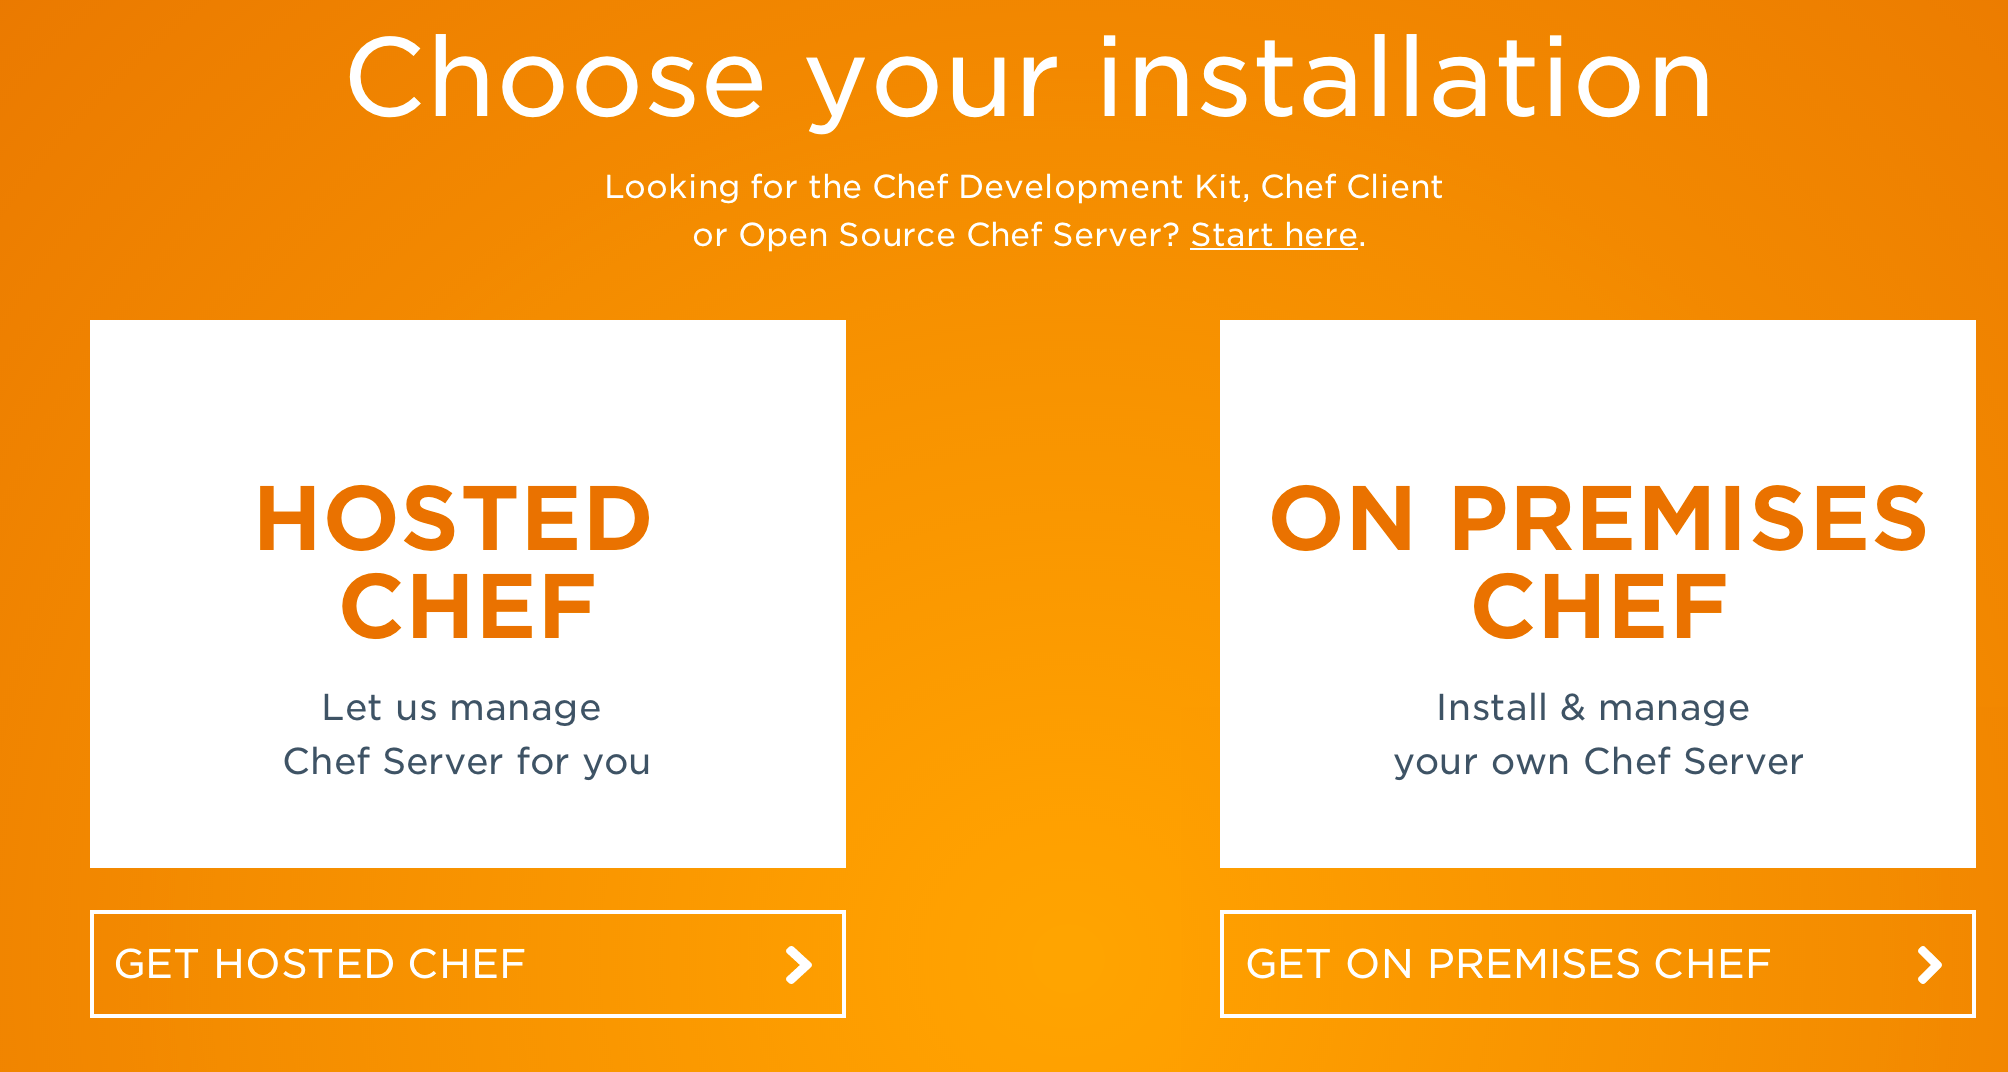 Choose your installation
Looking for the Chef Development Kit, Chef Client
or Open Source Chef Server? Start here.
HOSTED
CHEF
Let us manage
Chef Server for you
GET HOSTED CHEF
ON PREMISES
CHEF
Install & manage
your own Chef Server
GET ON PREMISES CHEF